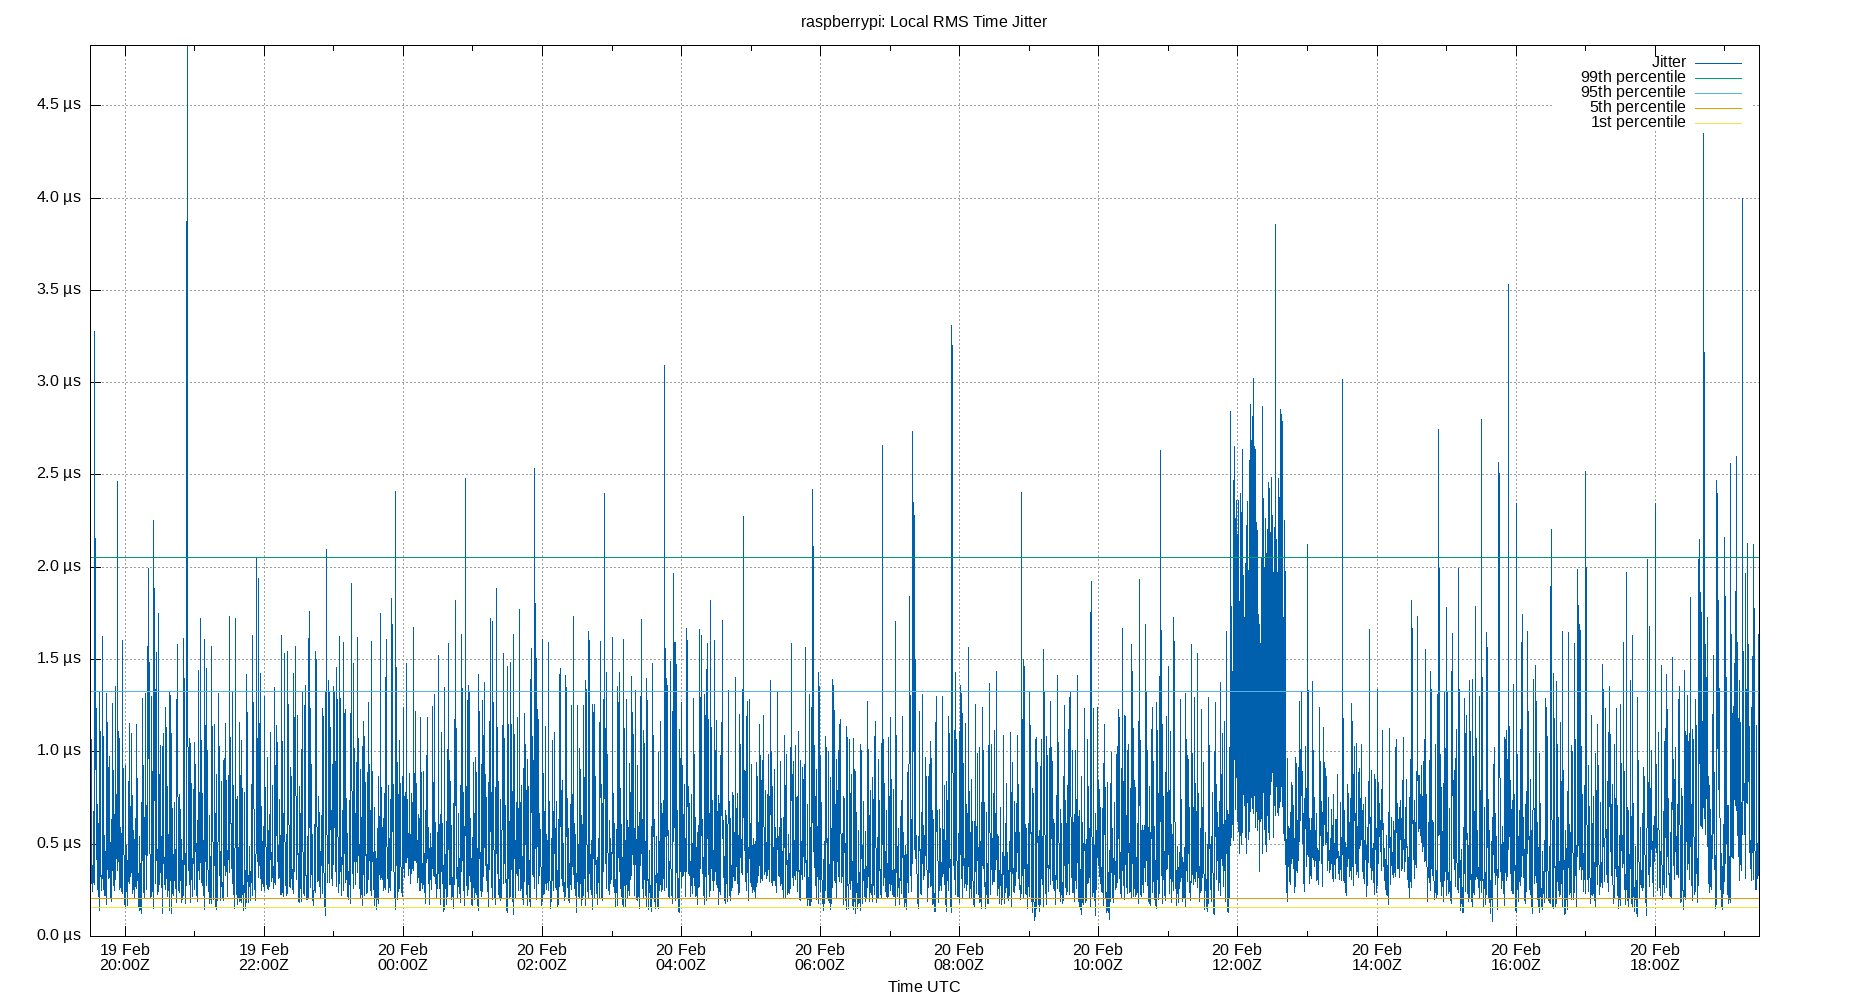 raspberrypi: Local RMS Time Jitter
Jitter
99th percentile
95th percentile
5th percentile
1st percentile
4.5 µs
4.0 µs
3.5 µs
3.0 µs
2.5 µs
2.0 µs
1.5 µs
1.0 µs
0.5 µs
0.0 µs
19 Feb 19 Feb 20 Feb 20 Feb 20 Feb 20 Feb 20 Feb 20 Feb 20 Feb 20 Feb 20 Feb 20 Feb
20:00Z 22:00Z 00:00Z 02:00Z 04:00Z 06:00Z 08:00Z 10:00Z 12:00Z 14:00Z 16:00Z 18:00Z
Time UTC